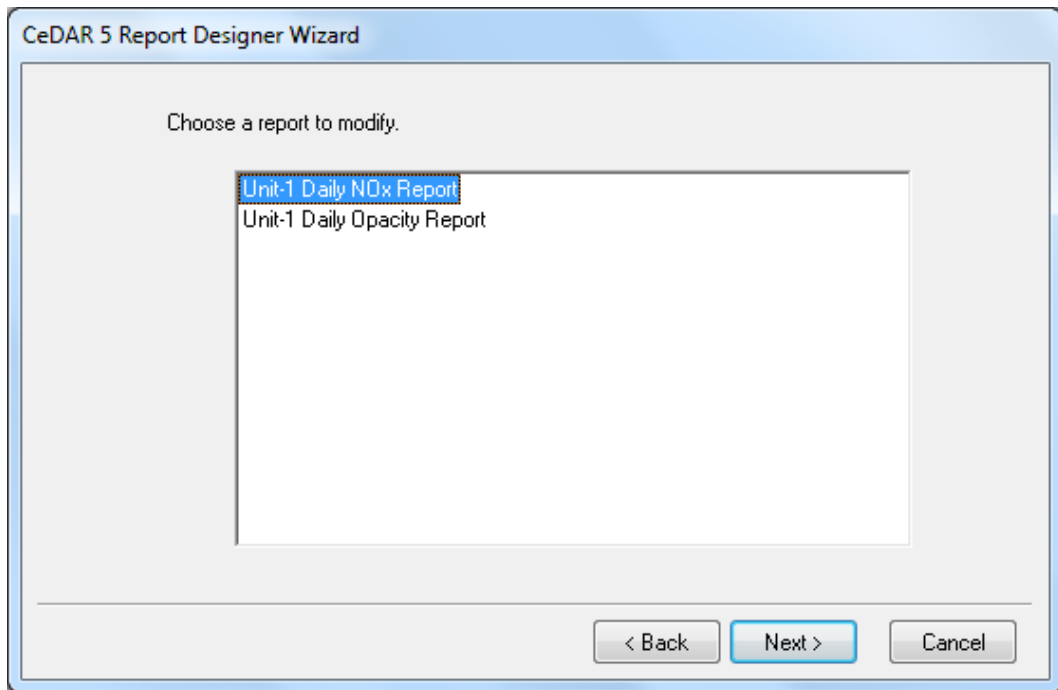 CeDAR 5 Report Designer Wizard
Choose a report to modify.
Unit-1 Daily NOx Report
Unit-1 Daily Opacity Report
< Back Next > Cancel